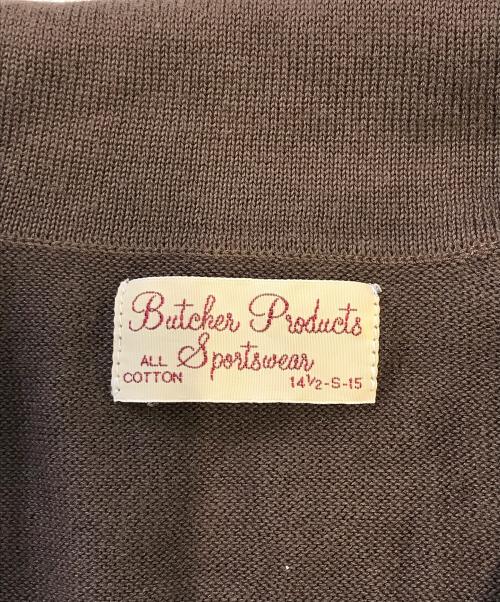 Butcher Products
Sportswear
ALL
COTTON
14½-S-15